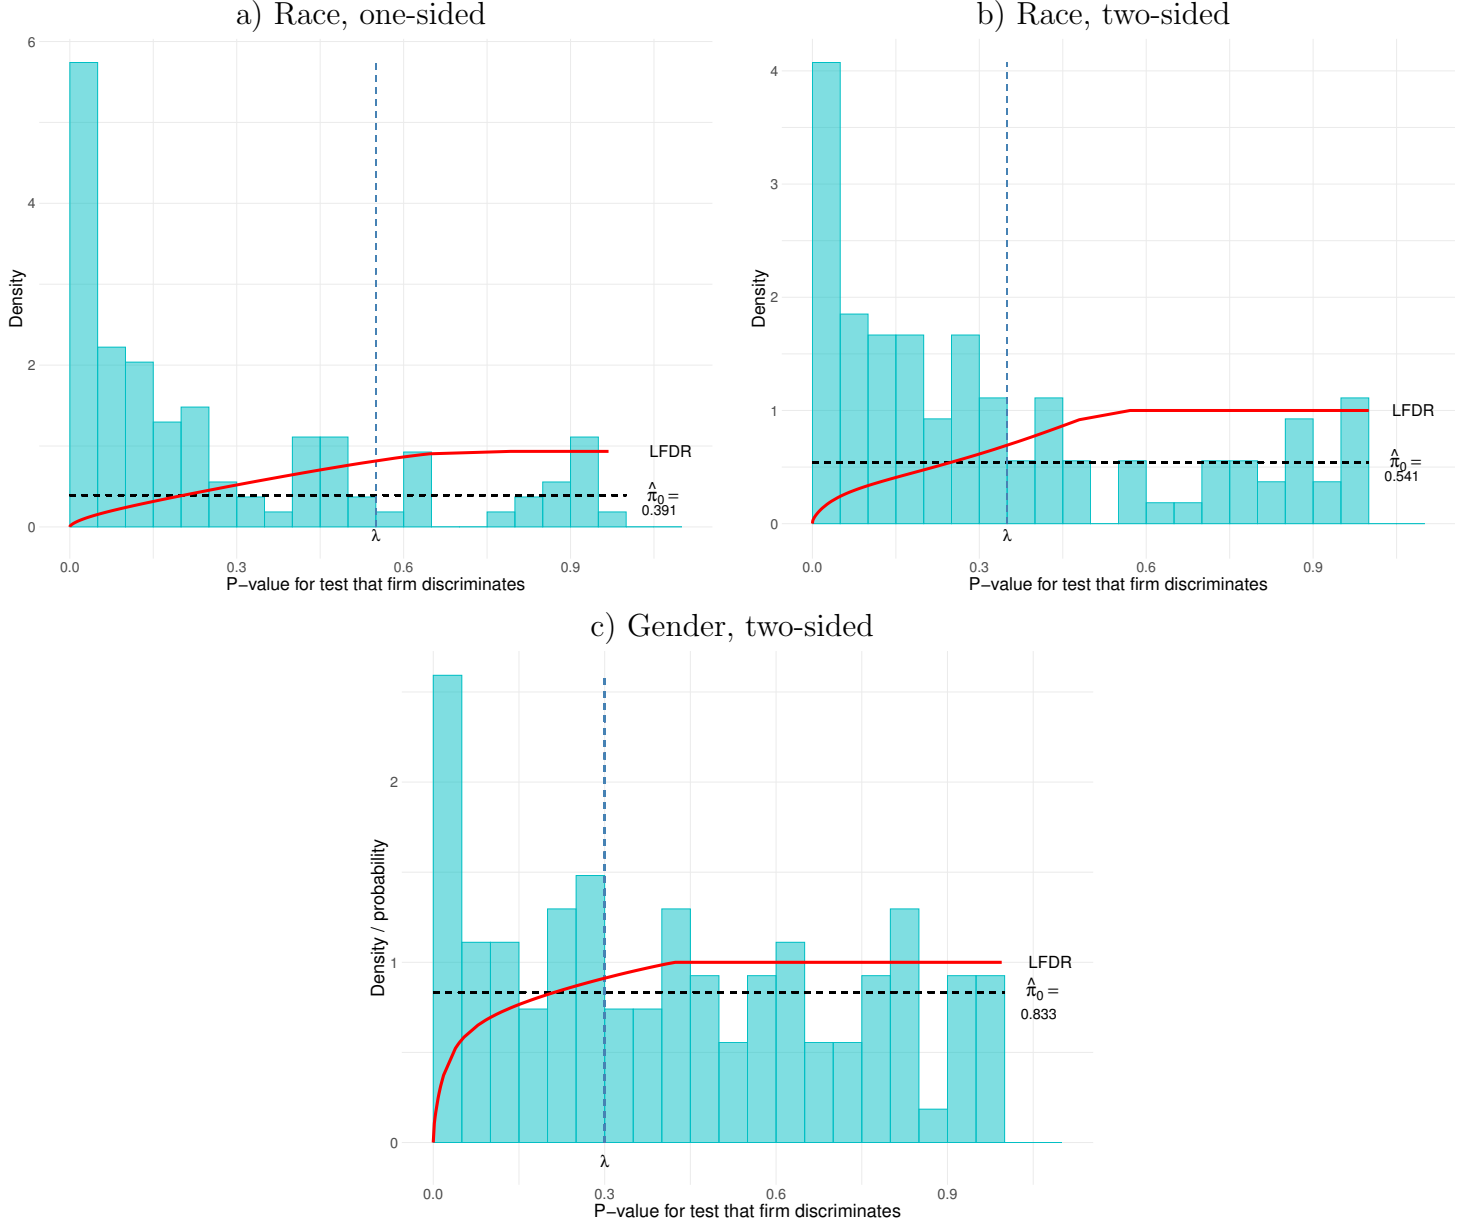 a) Race, one-sided
6
4
2
0
Density
LFDR
π̂0 =
0.391
λ
0.0 0.3 0.6 0.9
P−value for test that firm discriminates
b) Race, two-sided
4
3
2
1
0
Density
LFDR
π̂0 =
0.541
λ
0.0 0.3 0.6 0.9
P−value for test that firm discriminates
c) Gender, two-sided
2
1
0
Density / probability
LFDR
π̂0 =
0.833
λ
0.0 0.3 0.6 0.9
P−value for test that firm discriminates